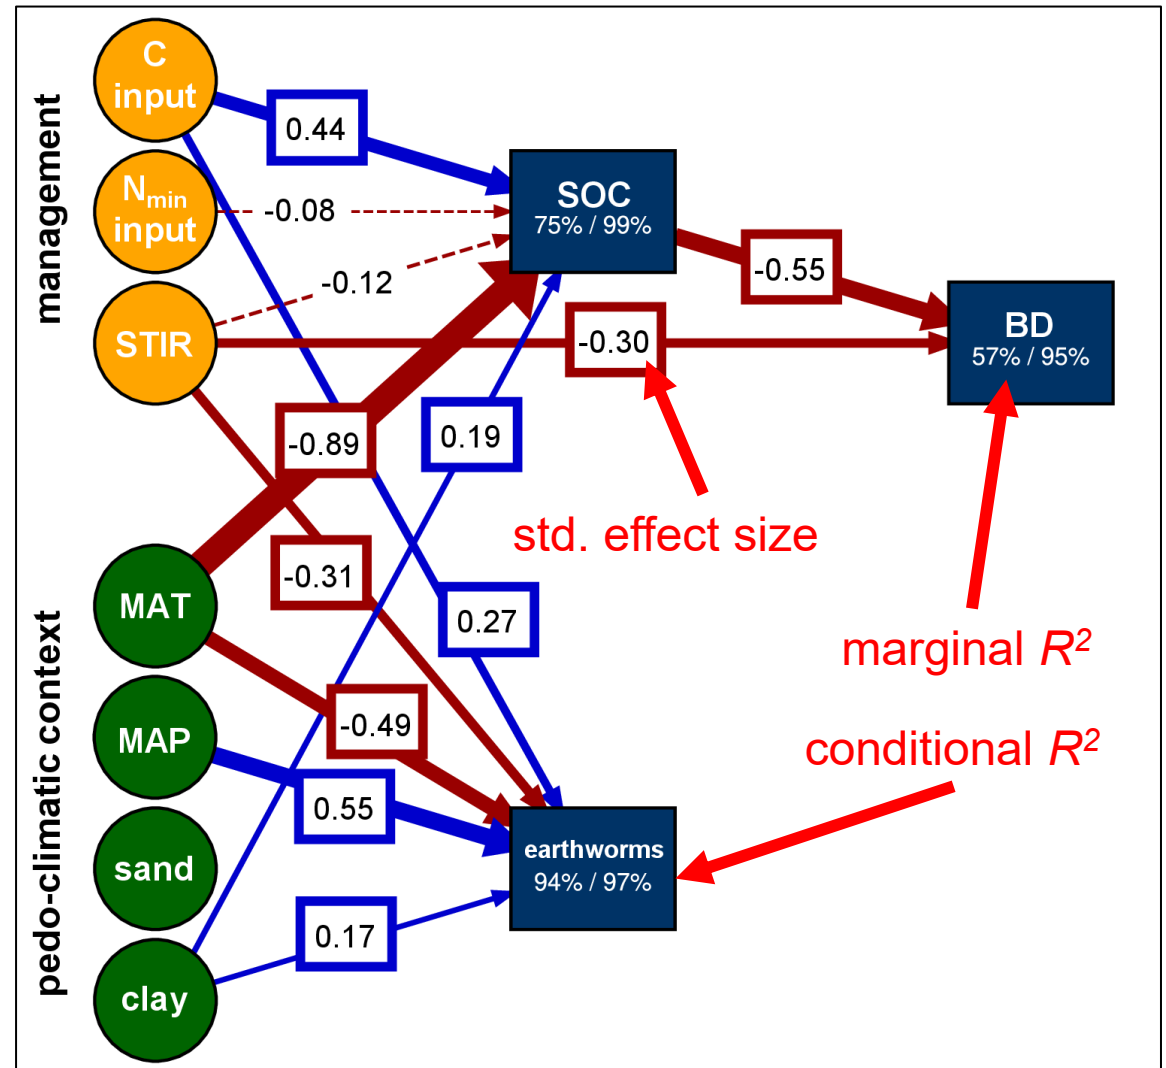 management
C
input
N_min
input
STIR
pedo-climatic context
MAT
MAP
sand
clay
0.44
-0.08
-0.12
SOC
75% / 99%
-0.55
-0.30
BD
57% / 95%
-0.89
0.19
std. effect size
-0.31
0.27
marginal R²
-0.49
conditional R²
0.55
earthworms
94% / 97%
0.17